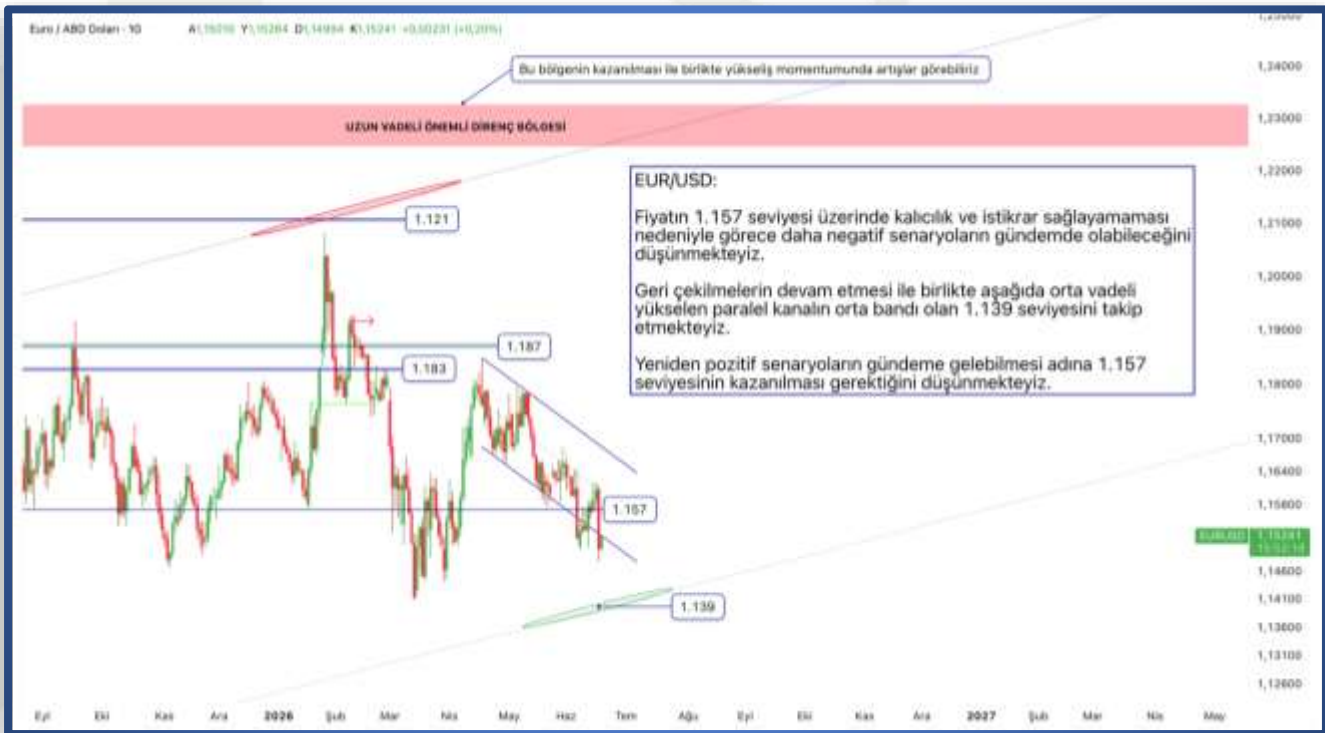 Euro / ABD Doları · 1G A1,15010 Y1,15264 D1,14994 K1,15241 +0,00231 (+0,20%)
Bu bölgenin kazanılması ile birlikte yükseliş momentumunda artışlar görebiliriz
UZUN VADELİ ÖNEMLİ DİRENÇ BÖLGESİ
EUR/USD:
Fiyatın 1.157 seviyesi üzerinde kalıcılık ve istikrar sağlayamaması
nedeniyle görece daha negatif senaryoların gündemde olabileceğini
düşünmekteyiz.
Geri çekilmelerin devam etmesi ile birlikte aşağıda orta vadeli
yükselen paralel kanalın orta bandı olan 1.139 seviyesini takip
etmekteyiz.
Yeniden pozitif senaryoların gündeme gelebilmesi adına 1.157
seviyesinin kazanılması gerektiğini düşünmekteyiz.
1.121
1.187
1.183
1.157
1.139
1,24000
1,23000
1,22000
1,21000
1,20000
1,19000
1,18000
1,17000
1,16400
1,15800
EURUSD 1,15241
1,14600
1,14100
1,13600
1,13100
1,12600
Eyl Eki Kas Ara 2026 Şub Mar Nis May Haz Tem Ağu Eyl Eki Kas Ara 2027 Şub Mar Nis May